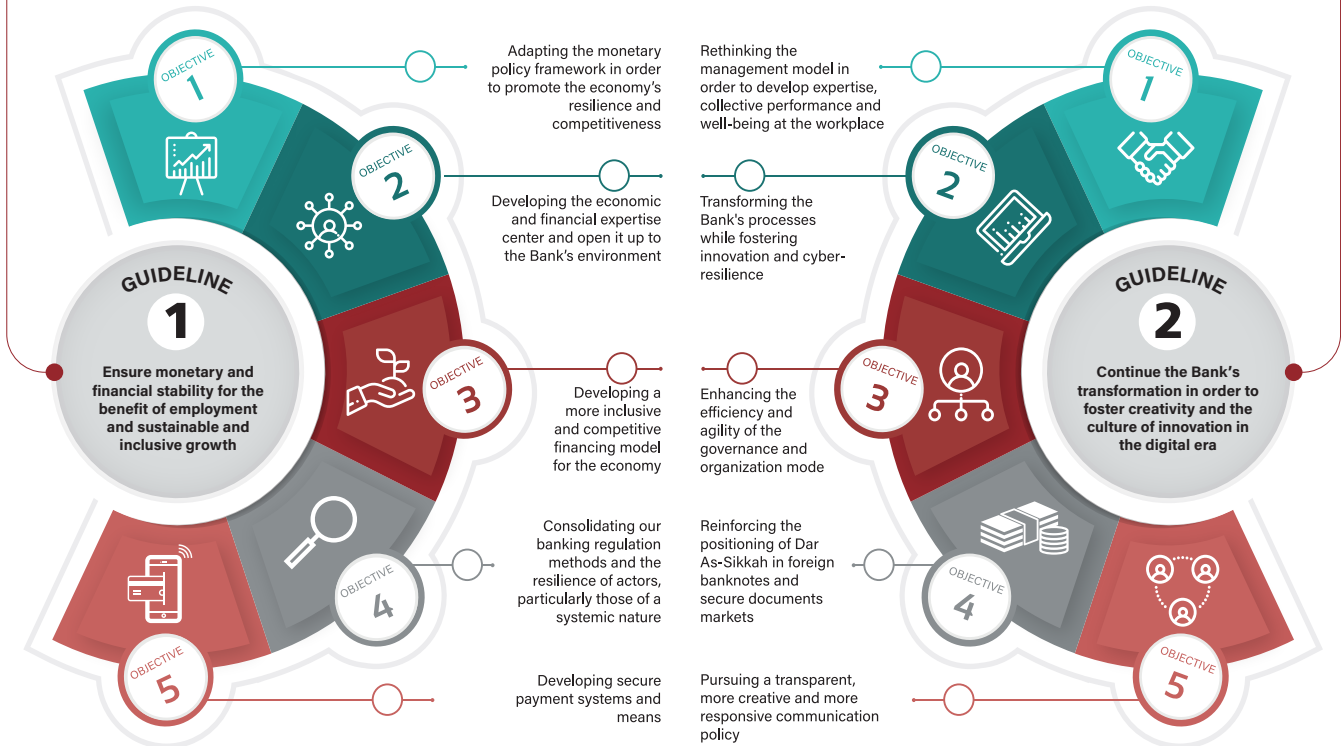 GUIDELINE
1
Ensure monetary and
financial stability for the
benefit of employment
and sustainable and
inclusive growth
OBJECTIVE
1
Adapting the monetary
policy framework in order
to promote the economy's
resilience and
competitiveness
OBJECTIVE
2
Developing the economic
and financial expertise
center and open it up to
the Bank's environment
OBJECTIVE
3
Developing a
more inclusive
and competitive
financing model
for the economy
OBJECTIVE
4
Consolidating our
banking regulation
methods and the
resilience of actors,
particularly those of a
systemic nature
OBJECTIVE
5
Developing secure
payment systems and
means
GUIDELINE
2
Continue the Bank's
transformation in order to
foster creativity and the
culture of innovation in
the digital era
OBJECTIVE
1
Rethinking the
management model in
order to develop expertise,
collective performance and
well-being at the workplace
OBJECTIVE
2
Transforming the
Bank's processes
while fostering
innovation and cyber-
resilience
OBJECTIVE
3
Enhancing the
efficiency and
agility of the
governance and
organization mode
OBJECTIVE
4
Reinforcing the
positioning of Dar
As-Sikkah in foreign
banknotes and
secure documents
markets
OBJECTIVE
5
Pursuing a transparent,
more creative and more
responsive communication
policy